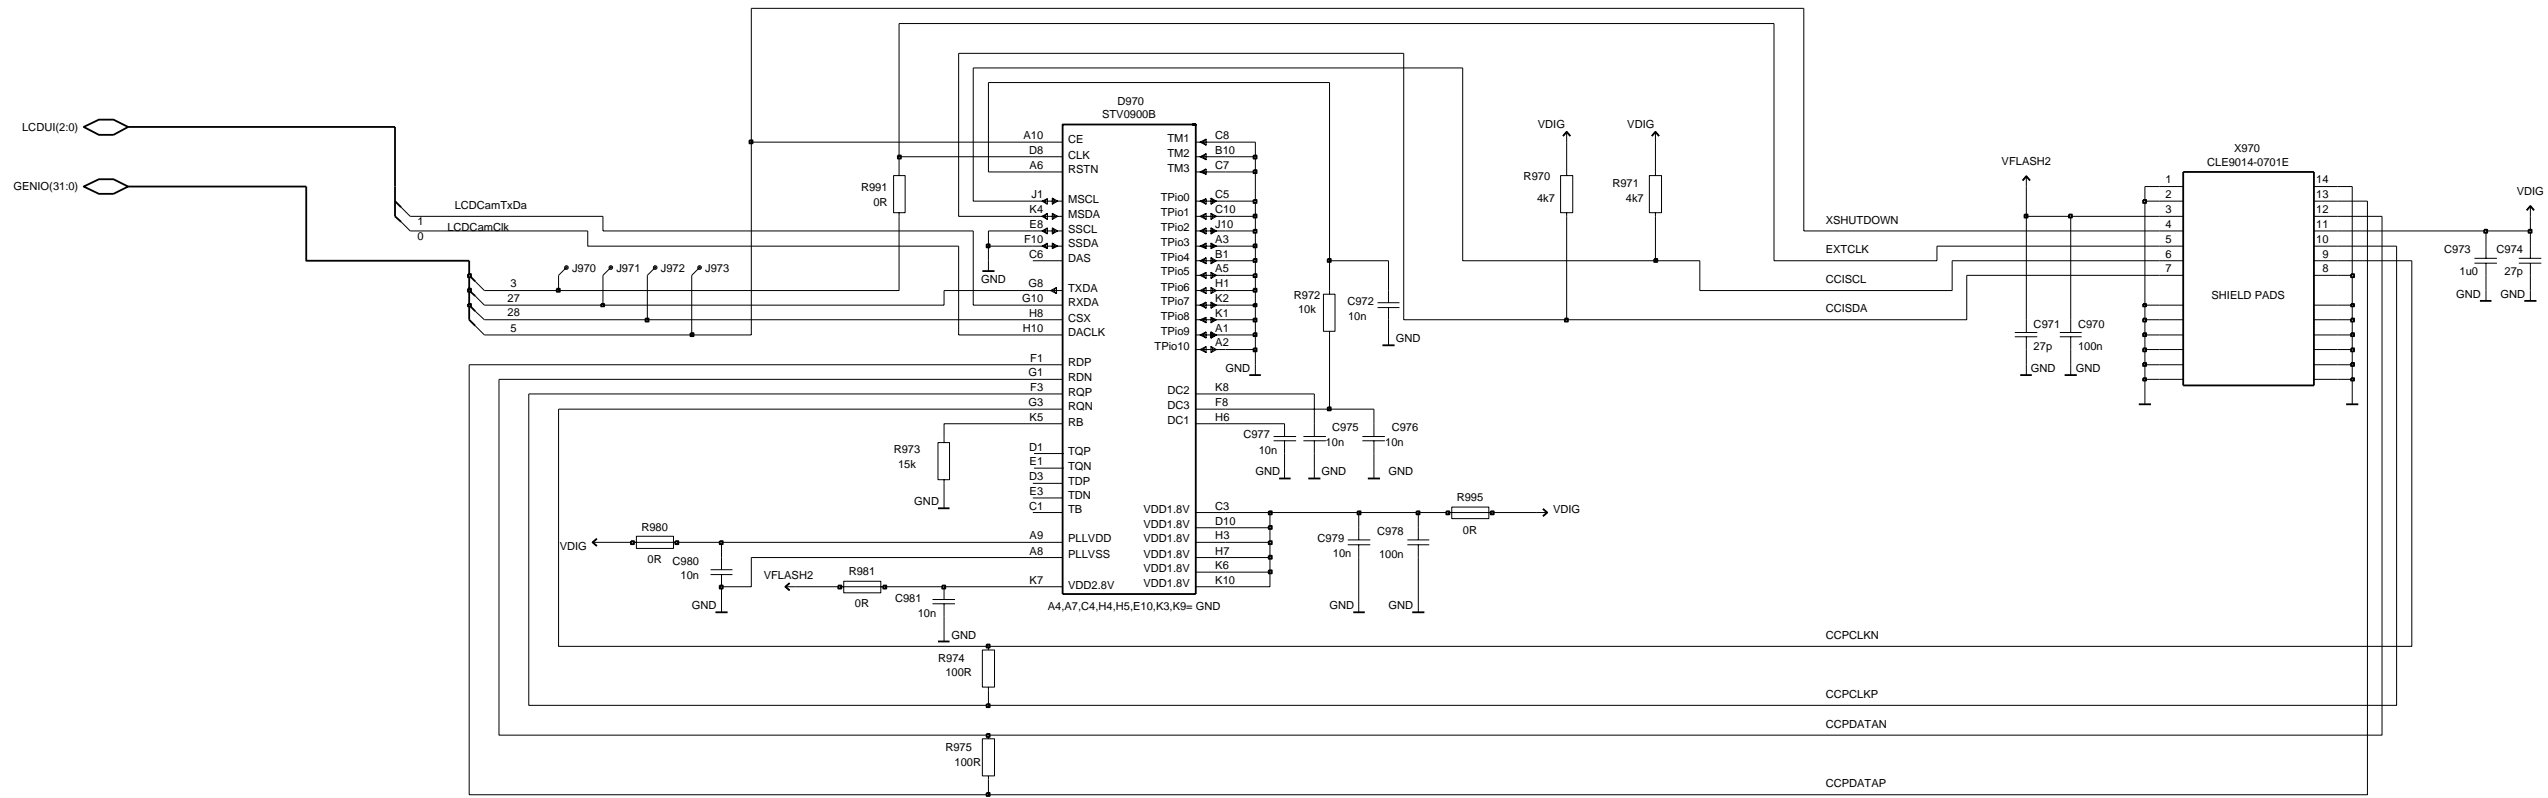 LCDUI(2:0)
GENIO(31:0)
LCDCamTxDa
1
LCDCamClk
0
J970
J971
J972
J973
3
27
28
5
R991
0R
D970
STV0900B
A10 CE
D8 CLK
A6 RSTN
J1 MSCL
K4 MSDA
E8 SSCL
F10 SSDA
C6 DAS
GND
G8 TXDA
G10 RXDA
H8 CSX
H10 DACLK
F1 RDP
G1 RDN
F3 RQP
G3 RQN
K5 RB
D1 TQP
E1 TQN
D3 TDP
E3 TDN
C1 TB
A9 PLLVDD
A8 PLLVSS
K7 VDD2.8V
TM1 C8
TM2 B10
TM3 C7
TPio0 C5
TPio1 C10
TPio2 J10
TPio3 A3
TPio4 B1
TPio5 A5
TPio6 H1
TPio7 K2
TPio8 K1
TPio9 A1
TPio10 A2
GND
DC2 K8
DC3 F8
DC1 H6
VDD1.8V C3
VDD1.8V D10
VDD1.8V H3
VDD1.8V H7
VDD1.8V K6
VDD1.8V K10
A4,A7,C4,H4,H5,E10,K3,K9= GND
R973
15k
GND
VDIG
R980
0R
C980
10n
GND
VFLASH2
R981
0R
C981
10n
GND
R972
10k
C972
10n
GND
C977
10n
GND
C975
10n
GND
C976
10n
GND
C979
10n
GND
C978
100n
GND
R995
0R
VDIG
VDIG
R970
4k7
VDIG
R971
4k7
XSHUTDOWN
EXTCLK
CCISCL
CCISDA
VFLASH2
C971
27p
GND
C970
100n
GND
X970
CLE9014-0701E
1
2
3
4
5
6
7
14
13
12
11
10
9
8
SHIELD PADS
VDIG
C973
1u0
GND
C974
27p
GND
CCPCLKN
R974
100R
CCPCLKP
CCPDATAN
R975
100R
CCPDATAP